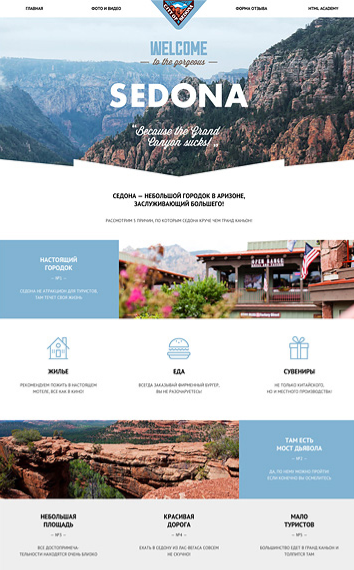 ГЛАВНАЯ
ФОТО И ВИДЕО
ФОРМА ОТЗЫВА
HTML ACADEMY
WELCOME
to the gorgeous
SEDONA
“Because the Grand
Canyon sucks!„
СЕДОНА — НЕБОЛЬШОЙ ГОРОДОК В АРИЗОНЕ,
ЗАСЛУЖИВАЮЩИЙ БОЛЬШЕГО!
РАССМОТРИМ 5 ПРИЧИН, ПО КОТОРЫМ СЕДОНА КРУЧЕ ЧЕМ ГРАНД КАНЬОН!
НАСТОЯЩИЙ
ГОРОДОК
— №1 —
СЕДОНА НЕ АТТРАКЦИОН ДЛЯ ТУРИСТОВ,
ТАМ ТЕЧЕТ СВОЯ ЖИЗНЬ
OPEN RANGE
ЖИЛЬЕ
РЕКОМЕНДУЕМ ПОЖИТЬ В НАСТОЯЩЕМ
МОТЕЛЕ, ВСЕ КАК В КИНО!
ЕДА
ВСЕГДА ЗАКАЗЫВАЙ ФИРМЕННЫЙ БУРГЕР,
ВЫ НЕ РАЗОЧАРУЕТЕСЬ!
СУВЕНИРЫ
НЕ ТОЛЬКО КИТАЙСКОГО,
НО И МЕСТНОГО ПРОИЗВОДСТВА!
ТАМ ЕСТЬ
МОСТ ДЬЯВОЛА
— №2 —
ДА, ПО НЕМУ МОЖНО ПРОЙТИ!
ЕСЛИ КОНЕЧНО ВЫ ОСМЕЛИТЕСЬ
НЕБОЛЬШАЯ
ПЛОЩАДЬ
— №3 —
ВСЕ ДОСТОПРИМЕЧА-
ТЕЛЬНОСТИ НАХОДЯТСЯ ОЧЕНЬ БЛИЗКО
КРАСИВАЯ
ДОРОГА
— №4 —
ЕХАТЬ В СЕДОНУ ИЗ ЛАС ВЕГАСА СОВСЕМ
НЕ СКУЧНО!
МАЛО
ТУРИСТОВ
— №5 —
БОЛЬШИНСТВО ЕДЕТ В ГРАНД КАНЬОН И
ТОЛПИТСЯ ТАМ